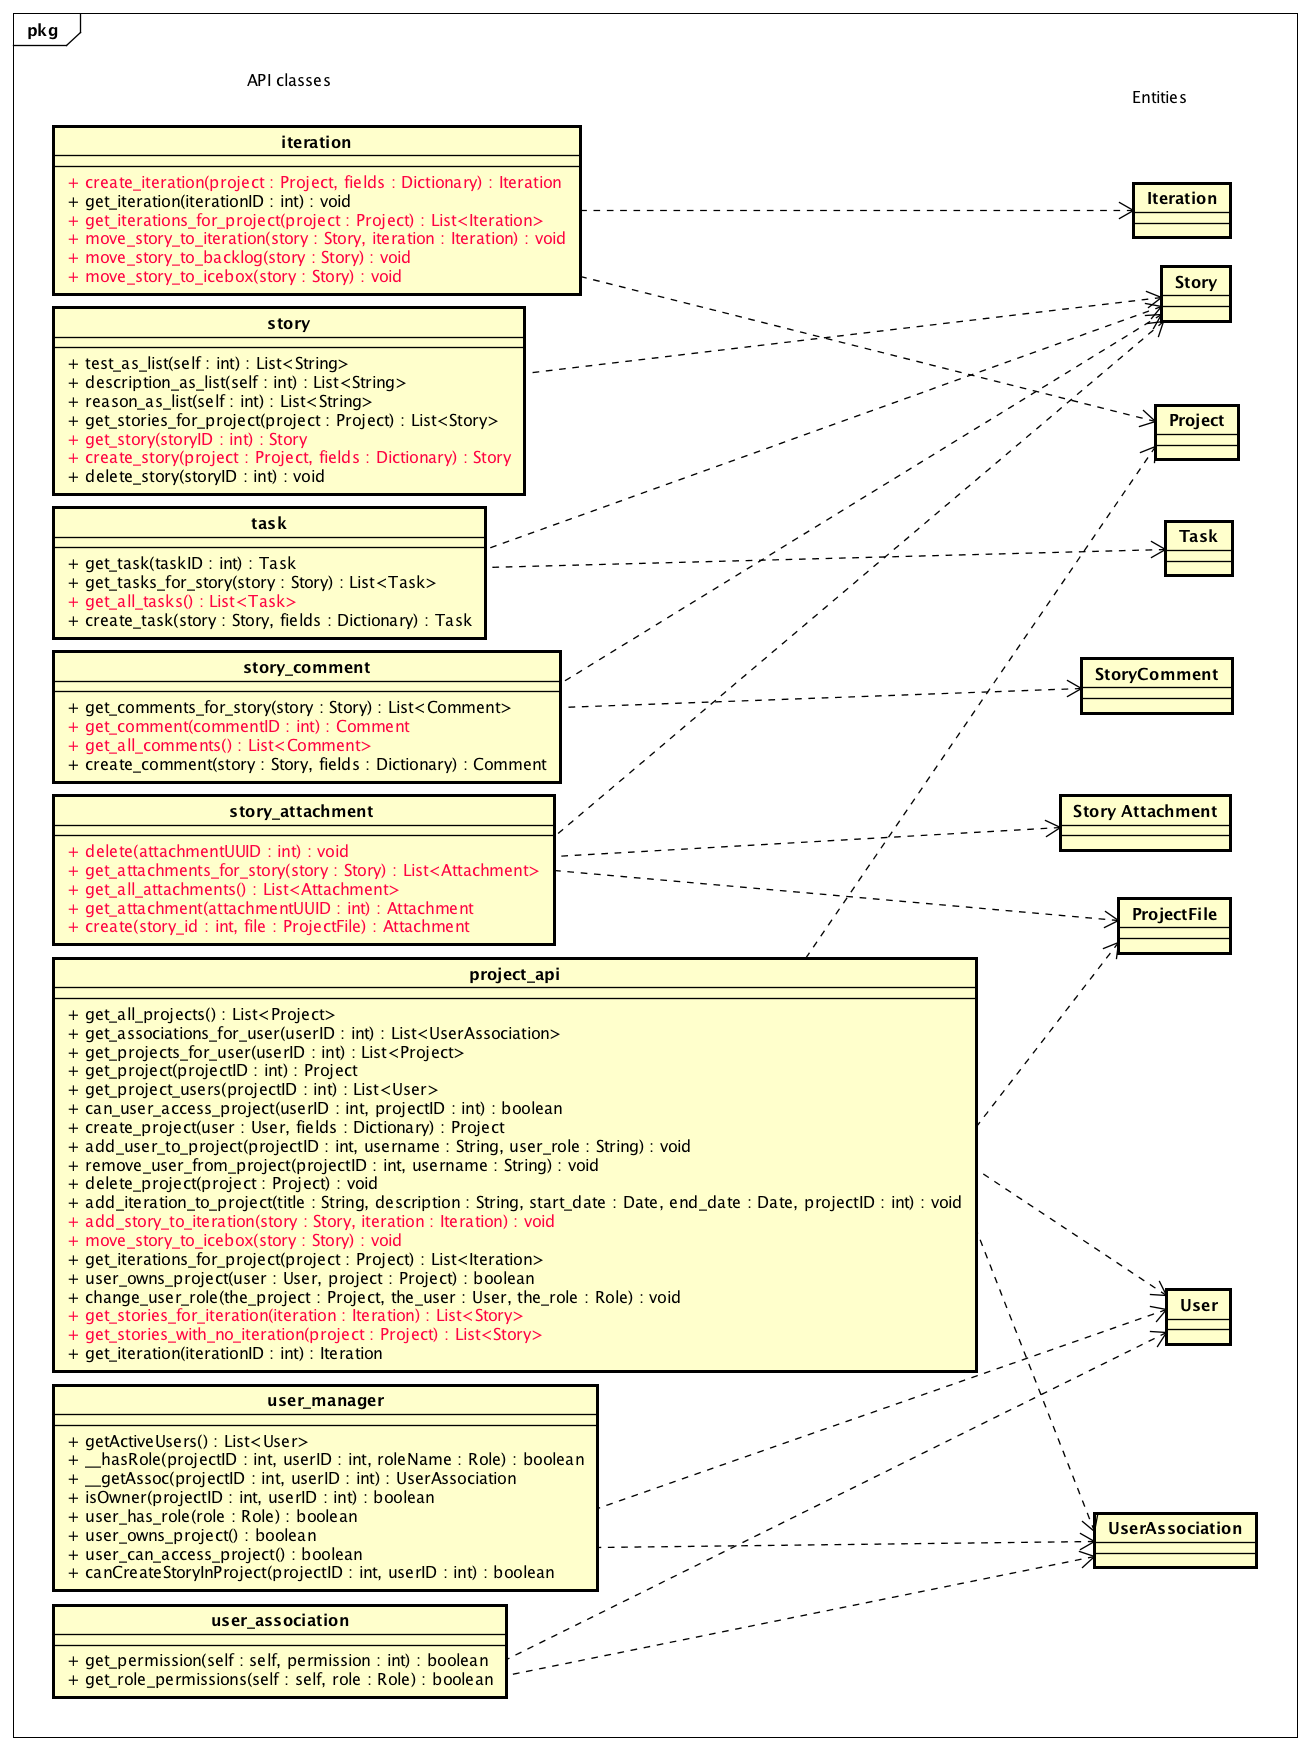 pkg
API classes
Entities
iteration
+ create_iteration(project : Project, fields : Dictionary) : Iteration
+ get_iteration(iterationID : int) : void
+ get_iterations_for_project(project : Project) : List<Iteration>
+ move_story_to_iteration(story : Story, iteration : Iteration) : void
+ move_story_to_backlog(story : Story) : void
+ move_story_to_icebox(story : Story) : void
story
+ test_as_list(self : int) : List<String>
+ description_as_list(self : int) : List<String>
+ reason_as_list(self : int) : List<String>
+ get_stories_for_project(project : Project) : List<Story>
+ get_story(storyID : int) : Story
+ create_story(project : Project, fields : Dictionary) : Story
+ delete_story(storyID : int) : void
task
+ get_task(taskID : int) : Task
+ get_tasks_for_story(story : Story) : List<Task>
+ get_all_tasks() : List<Task>
+ create_task(story : Story, fields : Dictionary) : Task
story_comment
+ get_comments_for_story(story : Story) : List<Comment>
+ get_comment(commentID : int) : Comment
+ get_all_comments() : List<Comment>
+ create_comment(story : Story, fields : Dictionary) : Comment
story_attachment
+ delete(attachmentUUID : int) : void
+ get_attachments_for_story(story : Story) : List<Attachment>
+ get_all_attachments() : List<Attachment>
+ get_attachment(attachmentUUID : int) : Attachment
+ create(story_id : int, file : ProjectFile) : Attachment
project_api
+ get_all_projects() : List<Project>
+ get_associations_for_user(userID : int) : List<UserAssociation>
+ get_projects_for_user(userID : int) : List<Project>
+ get_project(projectID : int) : Project
+ get_project_users(projectID : int) : List<User>
+ can_user_access_project(userID : int, projectID : int) : boolean
+ create_project(user : User, fields : Dictionary) : Project
+ add_user_to_project(projectID : int, username : String, user_role : String) : void
+ remove_user_from_project(projectID : int, username : String) : void
+ delete_project(project : Project) : void
+ add_iteration_to_project(title : String, description : String, start_date : Date, end_date : Date, projectID : int) : void
+ add_story_to_iteration(story : Story, iteration : Iteration) : void
+ move_story_to_icebox(story : Story) : void
+ get_iterations_for_project(project : Project) : List<Iteration>
+ user_owns_project(user : User, project : Project) : boolean
+ change_user_role(the_project : Project, the_user : User, the_role : Role) : void
+ get_stories_for_iteration(iteration : Iteration) : List<Story>
+ get_stories_with_no_iteration(project : Project) : List<Story>
+ get_iteration(iterationID : int) : Iteration
user_manager
+ getActiveUsers() : List<User>
+ __hasRole(projectID : int, userID : int, roleName : Role) : boolean
+ __getAssoc(projectID : int, userID : int) : UserAssociation
+ isOwner(projectID : int, userID : int) : boolean
+ user_has_role(role : Role) : boolean
+ user_owns_project() : boolean
+ user_can_access_project() : boolean
+ canCreateStoryInProject(projectID : int, userID : int) : boolean
user_association
+ get_permission(self : self, permission : int) : boolean
+ get_role_permissions(self : self, role : Role) : boolean
Iteration
Story
Project
Task
StoryComment
Story Attachment
ProjectFile
User
UserAssociation